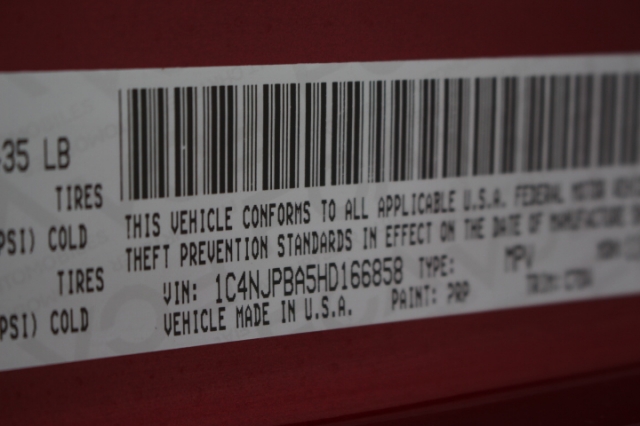 -35 LB
TIRES
PSI) COLD
TIRES
PSI) COLD
THIS VEHICLE CONFORMS TO ALL APPLICABLE U.S.A. FEDERAL MOTOR
THEFT PREVENTION STANDARDS IN EFFECT ON THE DATE OF MANUFACTURE
VIN: 1C4NJPBA5HD166858 TYPE: MPV
VEHICLE MADE IN U.S.A. PAINT: PRP TRIM: